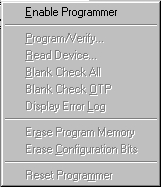 Enable Programmer
Program/Verify...
Read Device...
Blank Check All
Blank Check OTP
Display Error Log
Erase Program Memory
Erase Configuration Bits
Reset Programmer